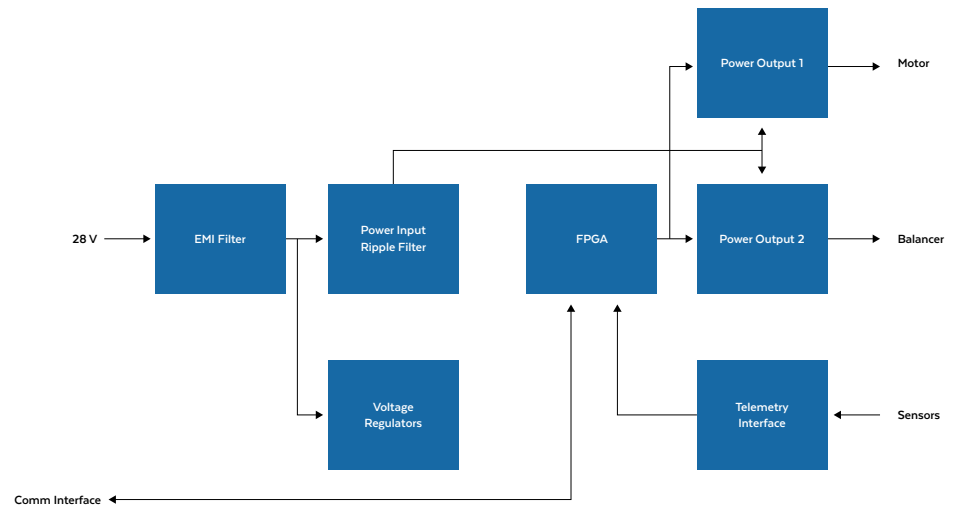 Power Output 1
Motor
28 V
EMI Filter
Power Input
Ripple Filter
FPGA
Power Output 2
Balancer
Voltage
Regulators
Telemetry
Interface
Sensors
Comm Interface